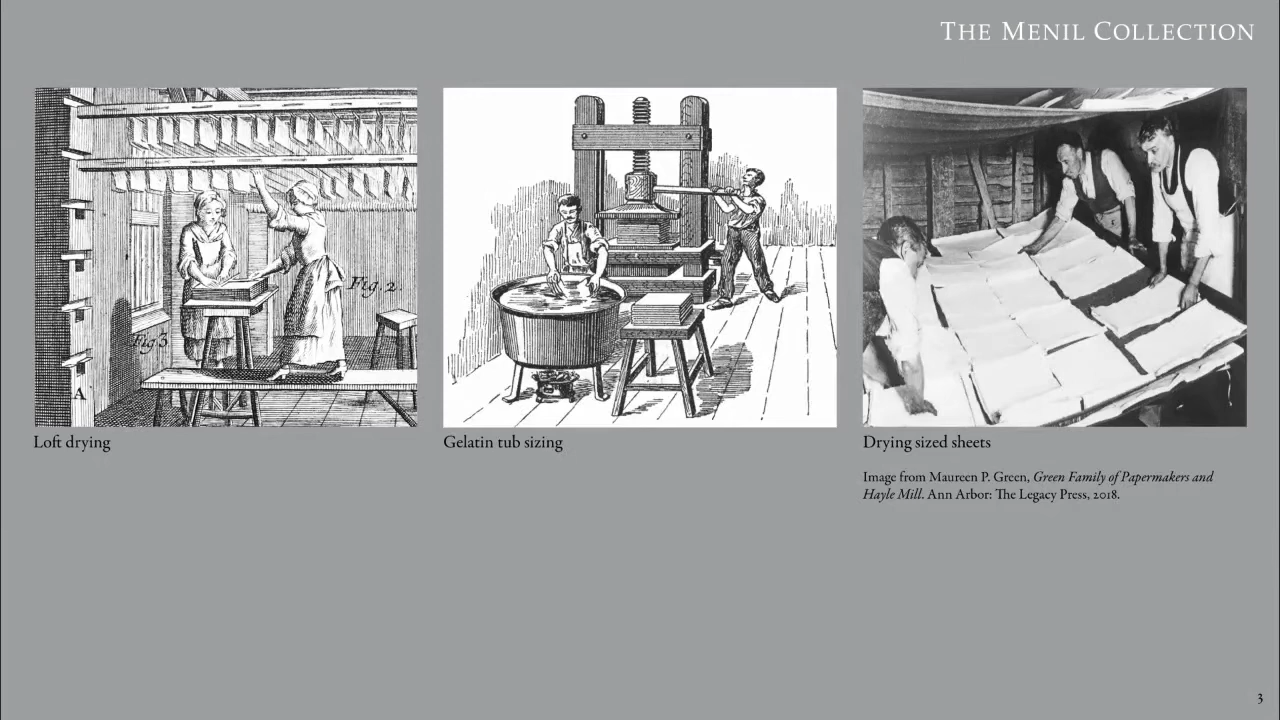 THE MENIL COLLECTION
Fig. 2
Fig 3
A
Loft drying
Gelatin tub sizing
Drying sized sheets
Image from Maureen P. Green, Green Family of Papermakers and
Hayle Mill. Ann Arbor: The Legacy Press, 2018.
3